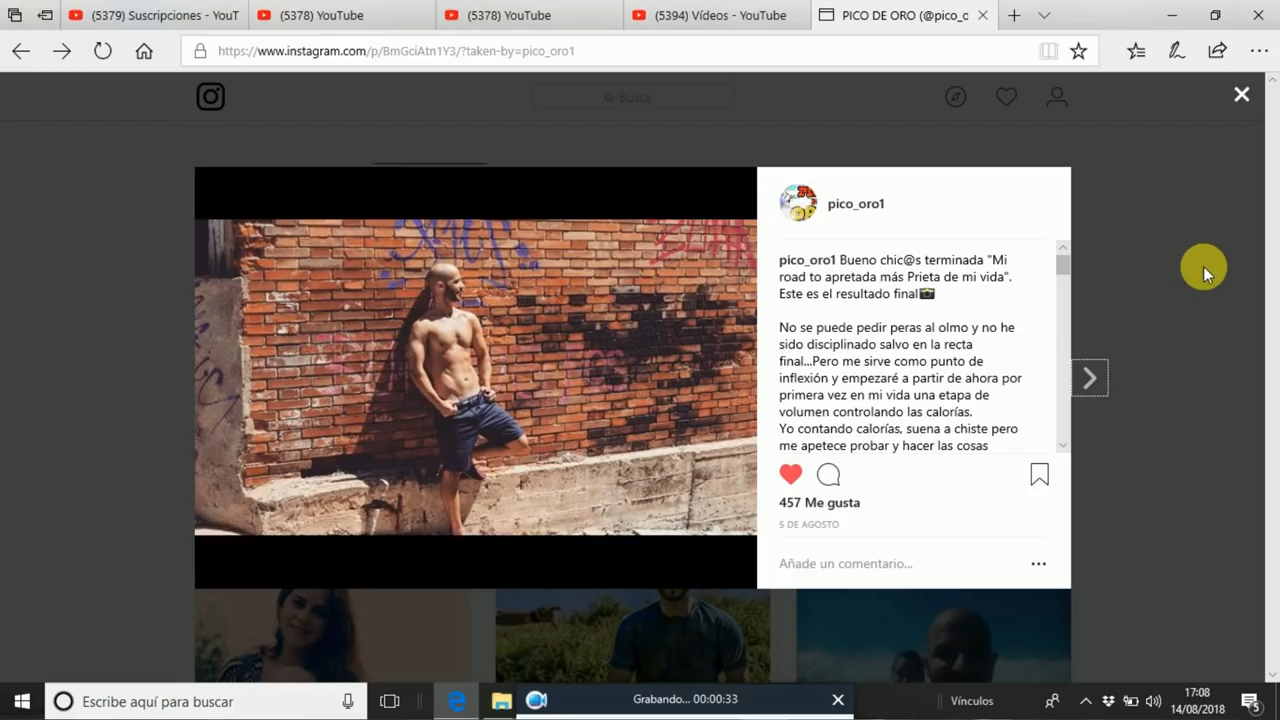 (5379) Suscripciones - YouT
(5378) YouTube
(5378) YouTube
(5394) Vídeos - YouTube
PICO DE ORO (@pico_o
https://www.instagram.com/p/BmGciAtn1Y3/?taken-by=pico_oro1
Busca
pico_oro1
pico_oro1 Bueno chic@s terminada "Mi
road to apretada más Prieta de mi vida".
Este es el resultado final📸
No se puede pedir peras al olmo y no he
sido disciplinado salvo en la recta
final...Pero me sirve como punto de
inflexión y empezaré a partir de ahora por
primera vez en mi vida una etapa de
volumen controlando las calorías.
Yo contando calorías, suena a chiste pero
me apetece probar y hacer las cosas
457 Me gusta
5 DE AGOSTO
Añade un comentario...
Escribe aquí para buscar
Grabando... 00:00:33
Vínculos
17:08
14/08/2018
5